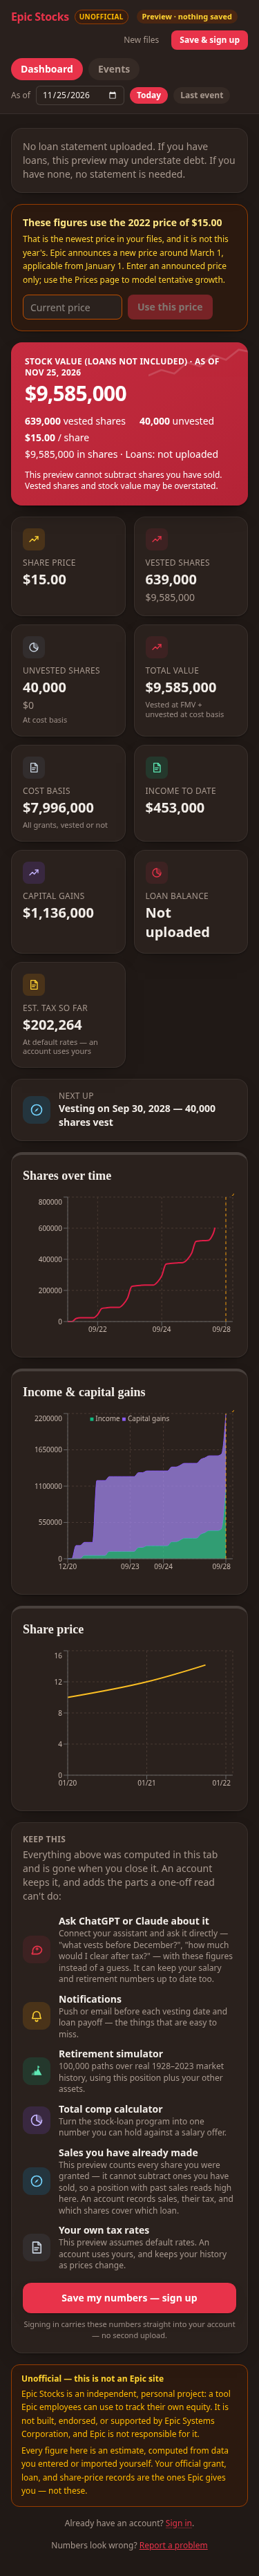 Epic Stocks UNOFFICIAL Preview · nothing saved
New files Save & sign up
Dashboard Events
As of 11/25/2026 Today Last event
No loan statement uploaded. If you have
loans, this preview may understate debt. If you
have none, no statement is needed.
These figures use the 2022 price of $15.00
That is the newest price in your files, and it is not this
year's. Epic announces a new price around March 1,
applicable from January 1. Enter an announced price
only; use the Prices page to model tentative growth.
Current price Use this price
STOCK VALUE (LOANS NOT INCLUDED) · AS OF
NOV 25, 2026
$9,585,000
639,000 vested shares 40,000 unvested
$15.00 / share
$9,585,000 in shares · Loans: not uploaded
This preview cannot subtract shares you have sold.
Vested shares and stock value may be overstated.
SHARE PRICE
$15.00
VESTED SHARES
639,000
$9,585,000
UNVESTED SHARES
40,000
$0
At cost basis
TOTAL VALUE
$9,585,000
Vested at FMV +
unvested at cost basis
COST BASIS
$7,996,000
All grants, vested or not
INCOME TO DATE
$453,000
CAPITAL GAINS
$1,136,000
LOAN BALANCE
Not
uploaded
EST. TAX SO FAR
$202,264
At default rates — an
account uses yours
NEXT UP
Vesting on Sep 30, 2028 — 40,000
shares vest
Shares over time
800000
600000
400000
200000
0
09/22 09/24 09/28
Income & capital gains
2200000
Income Capital gains
1650000
1100000
550000
0
12/20 09/23 09/24 09/28
Share price
16
12
8
4
0
01/20 01/21 01/22
KEEP THIS
Everything above was computed in this tab
and is gone when you close it. An account
keeps it, and adds the parts a one-off read
can't do:
Ask ChatGPT or Claude about it
Connect your assistant and ask it directly —
"what vests before December?", "how much
would I clear after tax?" — with these figures
instead of a guess. It can keep your salary
and retirement numbers up to date too.
Notifications
Push or email before each vesting date and
loan payoff — the things that are easy to
miss.
Retirement simulator
100,000 paths over real 1928–2023 market
history, using this position plus your other
assets.
Total comp calculator
Turn the stock-loan program into one
number you can hold against a salary offer.
Sales you have already made
This preview counts every share you were
granted — it cannot subtract ones you have
sold, so a position with past sales reads high
here. An account records sales, their tax, and
which shares cover which loan.
Your own tax rates
This preview assumes default rates. An
account uses yours, and keeps your history
as prices change.
Save my numbers — sign up
Signing in carries these numbers straight into your account
— no second upload.
Unofficial — this is not an Epic site
Epic Stocks is an independent, personal project: a tool
Epic employees can use to track their own equity. It is
not built, endorsed, or supported by Epic Systems
Corporation, and Epic is not responsible for it.
Every figure here is an estimate, computed from data
you entered or imported yourself. Your official grant,
loan, and share-price records are the ones Epic gives
you — not these.
Already have an account? Sign in.
Numbers look wrong? Report a problem